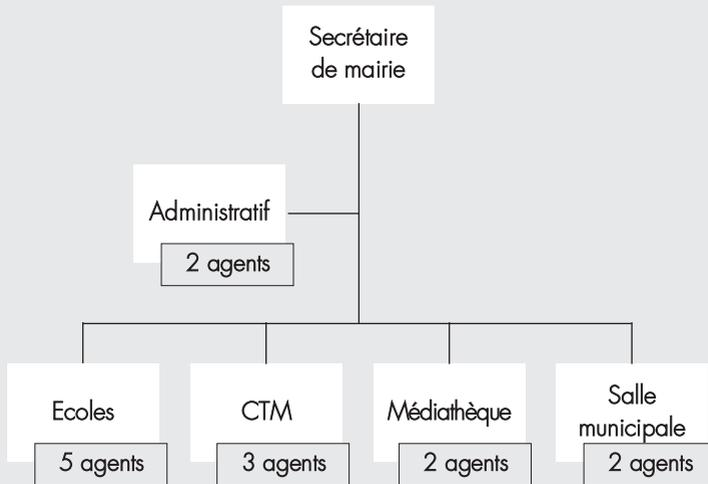 Secrétaire
de mairie
Administratif
2 agents
Ecoles
5 agents
CTM
3 agents
Médiathèque
2 agents
Salle
municipale
2 agents